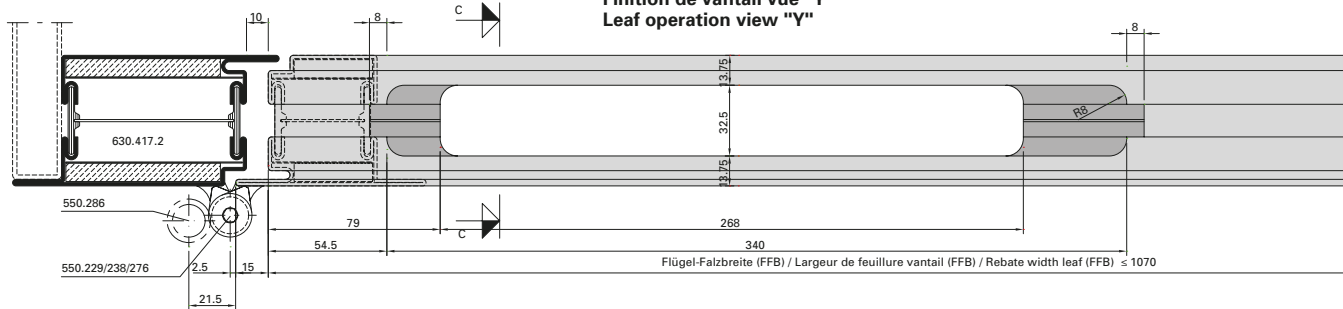 Finition de vantail vue "Y"
Leaf operation view "Y"
10
8
C
8
13.75
32.5
13.75
R8
630.417.2
550.286
550.229/238/276
79
268
C
54.5
340
2.5
15
Flügel-Falzbreite (FFB) / Largeur de feuillure vantail (FFB) / Rebate width leaf (FFB) ≤ 1070
21.5